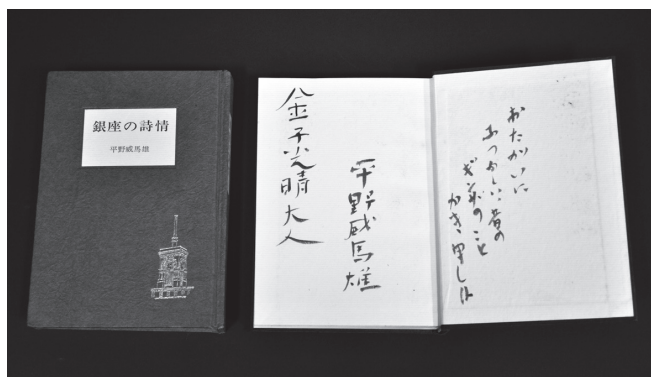 銀座の詩情
平野威馬雄
金子光晴大人
平野威馬雄
おたがいに
あつかしい昔の
ぎんざのこと
かき〼した